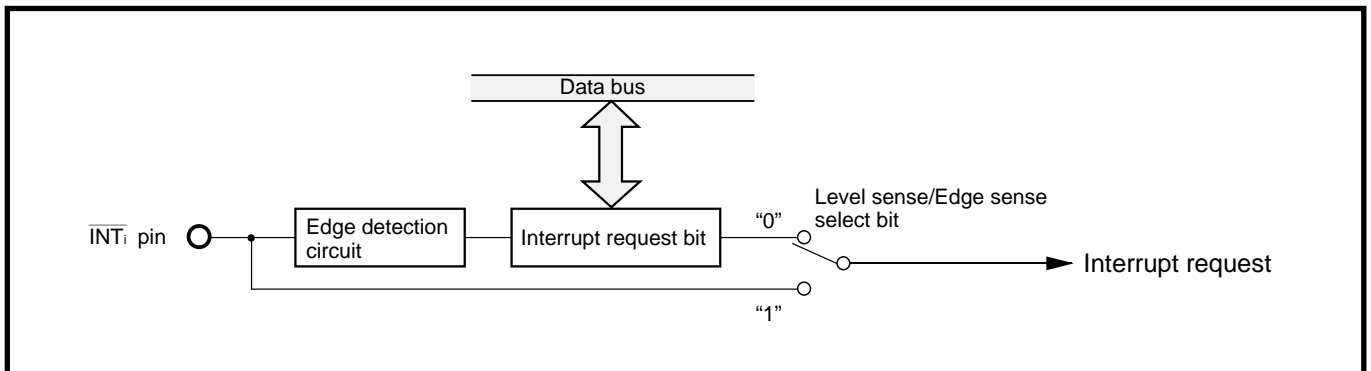 Data bus
Level sense/Edge sense
select bit
INTi pin
Edge detection
circuit
Interrupt request bit
“0”
Interrupt request
“1”